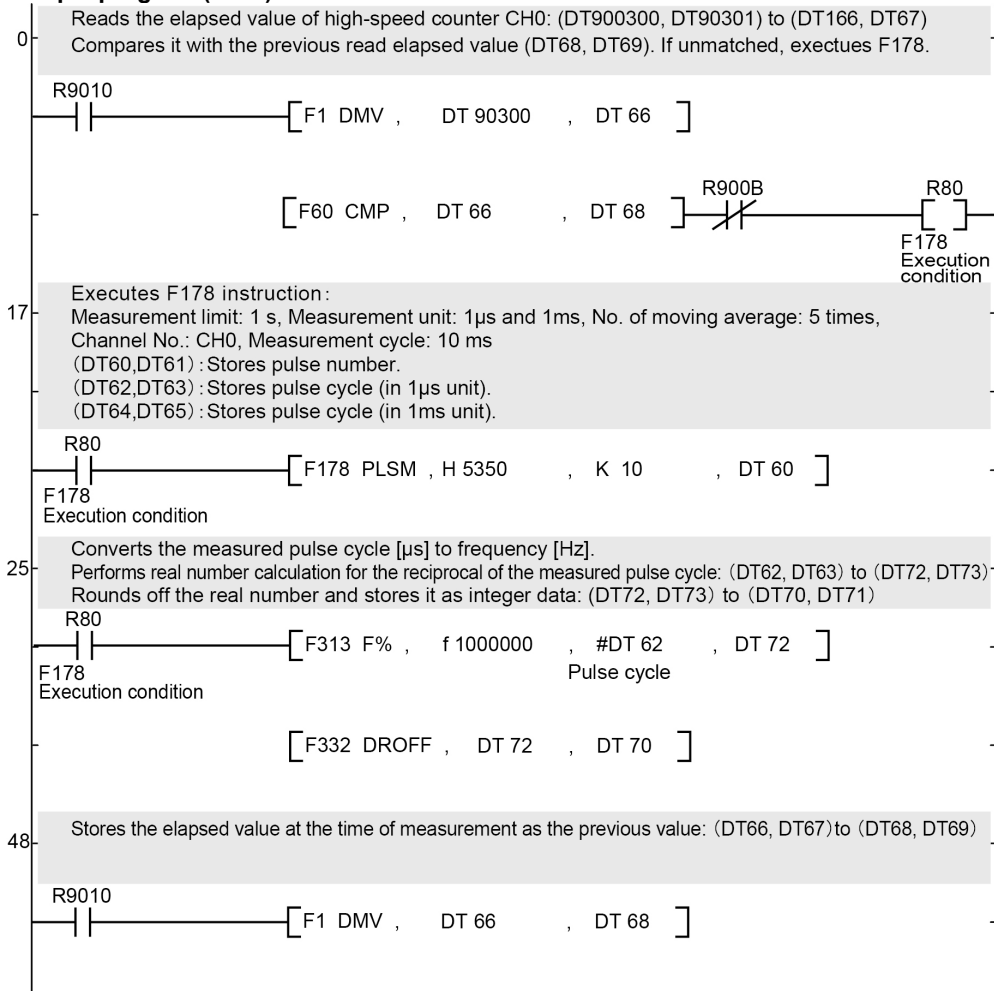 0
Reads the elapsed value of high-speed counter CH0: (DT900300, DT90301) to (DT166, DT67)
Compares it with the previous read elapsed value (DT68, DT69). If unmatched, exectues F178.
R9010
F1 DMV , DT 90300 , DT 66
F60 CMP , DT 66 , DT 68
R900B
R80
F178
Execution
condition
17
Executes F178 instruction:
Measurement limit: 1 s, Measurement unit: 1µs and 1ms, No. of moving average: 5 times,
Channel No.: CH0, Measurement cycle: 10 ms
(DT60,DT61): Stores pulse number.
(DT62,DT63): Stores pulse cycle (in 1µs unit).
(DT64,DT65): Stores pulse cycle (in 1ms unit).
R80
F178 PLSM , H 5350 , K 10 , DT 60
F178
Execution condition
25
Converts the measured pulse cycle [µs] to frequency [Hz].
Performs real number calculation for the reciprocal of the measured pulse cycle: (DT62, DT63) to (DT72, DT73)
Rounds off the real number and stores it as integer data: (DT72, DT73) to (DT70, DT71)
R80
F313 F% , f 1000000 , #DT 62 , DT 72
F178
Execution condition
Pulse cycle
F332 DROFF , DT 72 , DT 70
48
Stores the elapsed value at the time of measurement as the previous value: (DT66, DT67)to (DT68, DT69)
R9010
F1 DMV , DT 66 , DT 68